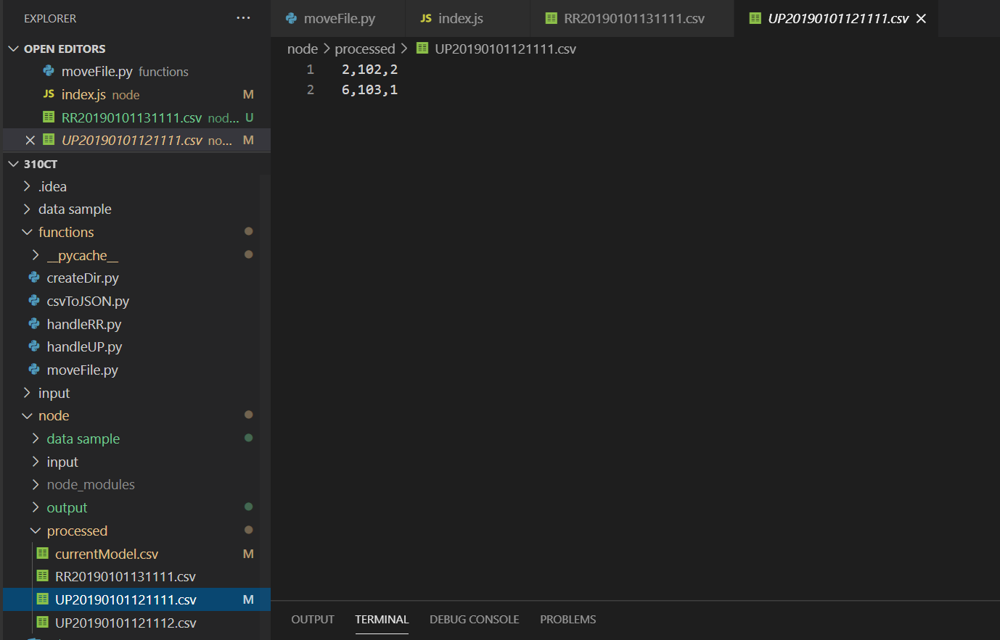 EXPLORER ...
OPEN EDITORS
moveFile.py functions
JS index.js node M
RR20190101131111.csv nod... U
UP20190101121111.csv no... M
310CT
.idea
data sample
functions
__pycache__
createDir.py
csvToJSON.py
handleRR.py
handleUP.py
moveFile.py
input
node
data sample
input
node_modules
output
processed
currentModel.csv M
RR20190101131111.csv
UP20190101121111.csv M
UP20190101121112.csv
moveFile.py JS index.js RR20190101131111.csv UP20190101121111.csv
node > processed > UP20190101121111.csv
1 2,102,2
2 6,103,1
OUTPUT TERMINAL DEBUG CONSOLE PROBLEMS